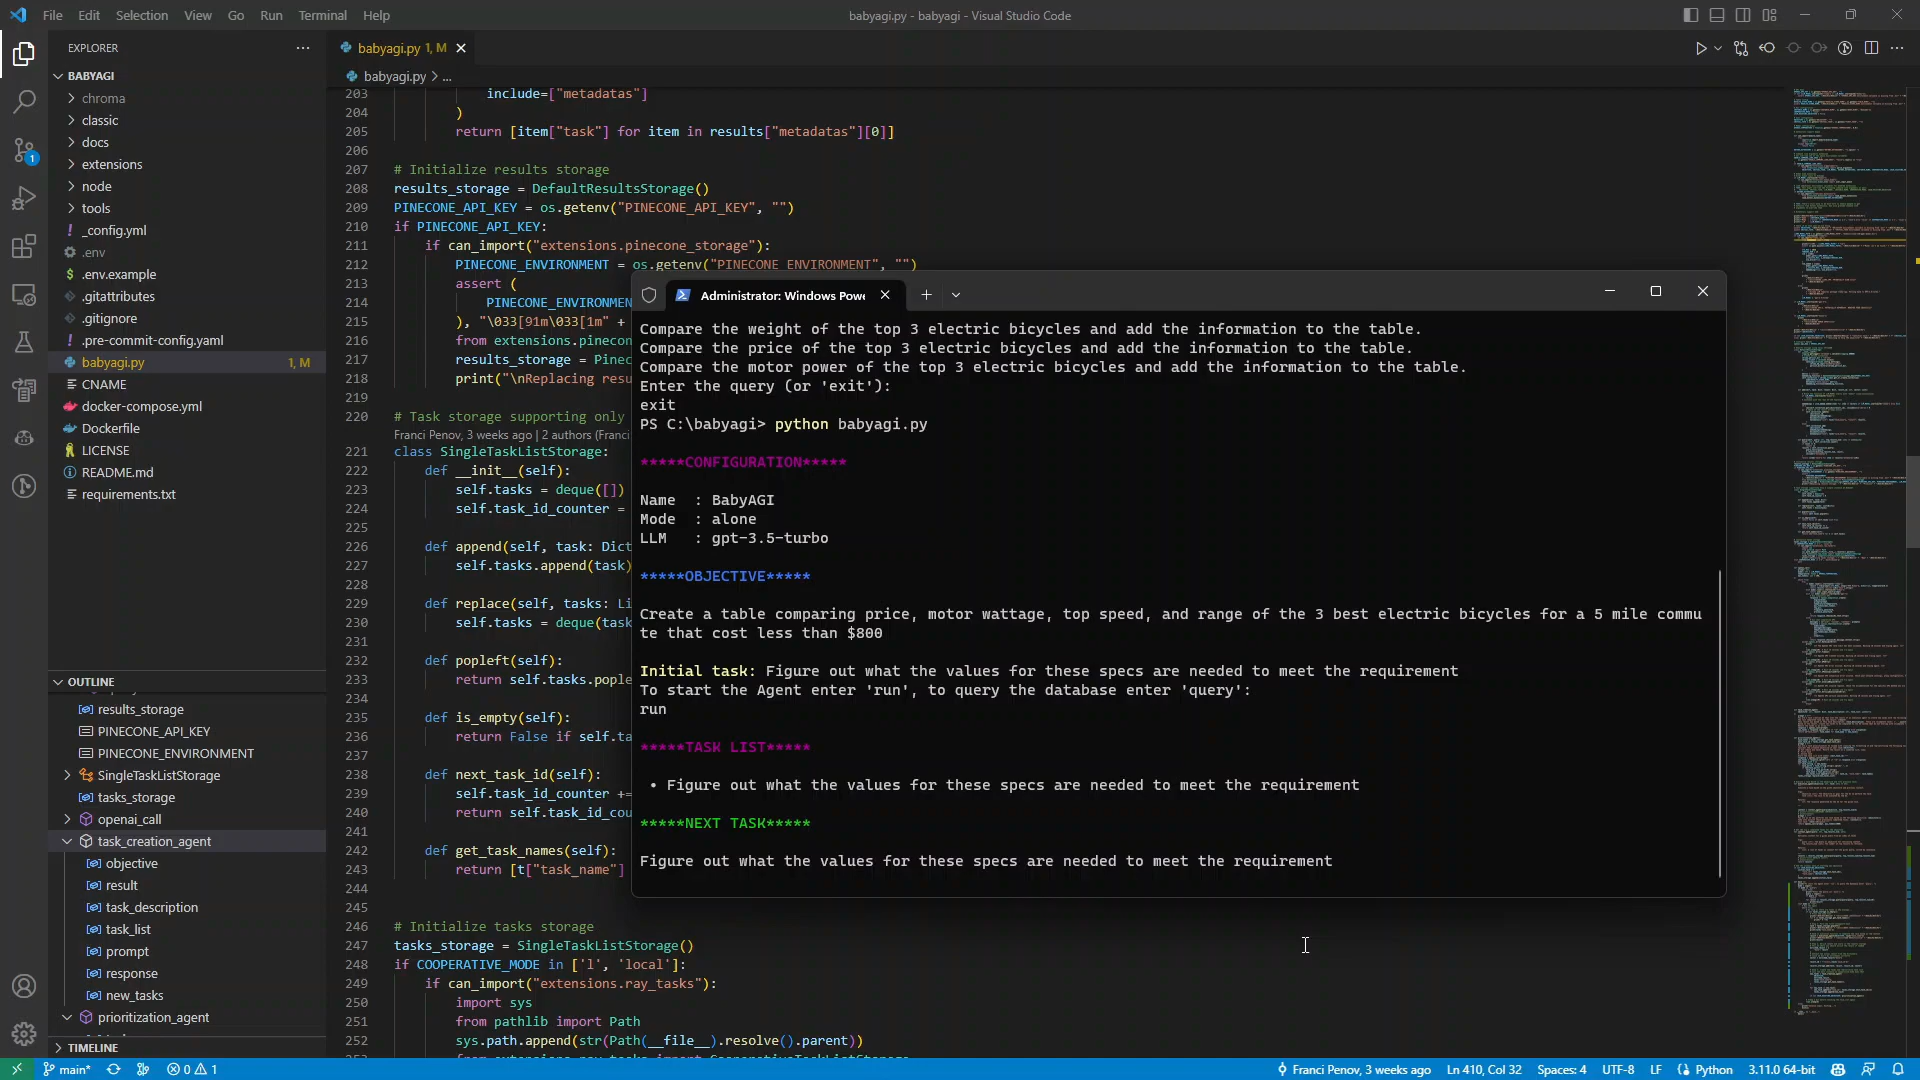 File Edit Selection View Go Run Terminal Help
babyagi.py - babyagi - Visual Studio Code
EXPLORER
BABYAGI
chroma
classic
docs
extensions
node
tools
! _config.yml
.env
$ .env.example
.gitattributes
.gitignore
! .pre-commit-config.yaml
babyagi.py 1, M
CNAME
docker-compose.yml
Dockerfile
LICENSE
README.md
requirements.txt
OUTLINE
results_storage
PINECONE_API_KEY
PINECONE_ENVIRONMENT
SingleTaskListStorage
tasks_storage
openai_call
task_creation_agent
objective
result
task_description
task_list
prompt
response
new_tasks
prioritization_agent
TIMELINE
babyagi.py 1, M
babyagi.py > ...
203 include=["metadatas"]
204 )
205 return [item["task"] for item in results["metadatas"][0]]
206
207 # Initialize results storage
208 results_storage = DefaultResultsStorage()
209 PINECONE_API_KEY = os.getenv("PINECONE_API_KEY", "")
210 if PINECONE_API_KEY:
211 if can_import("extensions.pinecone_storage"):
212 PINECONE_ENVIRONMENT = os.getenv("PINECONE_ENVIRONMENT", "")
213 assert (
214 PINECONE_ENVIRONMEN
215 ), "\033[91m\033[1m" +
216 from extensions.pinecon
217 results_storage = Pinec
218 print("\nReplacing resu
219
220 # Task storage supporting only
Franci Penov, 3 weeks ago | 2 authors (Franci
221 class SingleTaskListStorage:
222 def __init__(self):
223 self.tasks = deque([])
224 self.task_id_counter =
225
226 def append(self, task: Dict
227 self.tasks.append(task)
228
229 def replace(self, tasks: Li
230 self.tasks = deque(task
231
232 def popleft(self):
233 return self.tasks.pople
234
235 def is_empty(self):
236 return False if self.ta
237
238 def next_task_id(self):
239 self.task_id_counter +=
240 return self.task_id_cou
241
242 def get_task_names(self):
243 return [t["task_name"]
244
245
246 # Initialize tasks storage
247 tasks_storage = SingleTaskListStorage()
248 if COOPERATIVE_MODE in ['l', 'local']:
249 if can_import("extensions.ray_tasks"):
250 import sys
251 from pathlib import Path
252 sys.path.append(str(Path(__file__).resolve().parent))
Administrator: Windows Powe
Compare the weight of the top 3 electric bicycles and add the information to the table.
Compare the price of the top 3 electric bicycles and add the information to the table.
Compare the motor power of the top 3 electric bicycles and add the information to the table.
Enter the query (or 'exit'):
exit
PS C:\babyagi> python babyagi.py
*****CONFIGURATION*****
Name : BabyAGI
Mode : alone
LLM : gpt-3.5-turbo
*****OBJECTIVE*****
Create a table comparing price, motor wattage, top speed, and range of the 3 best electric bicycles for a 5 mile commu
te that cost less than $800
Initial task: Figure out what the values for these specs are needed to meet the requirement
To start the Agent enter 'run', to query the database enter 'query':
run
*****TASK LIST*****
• Figure out what the values for these specs are needed to meet the requirement
*****NEXT TASK*****
Figure out what the values for these specs are needed to meet the requirement
main* 0 1
Franci Penov, 3 weeks ago Ln 410, Col 32 Spaces: 4 UTF-8 LF Python 3.11.0 64-bit